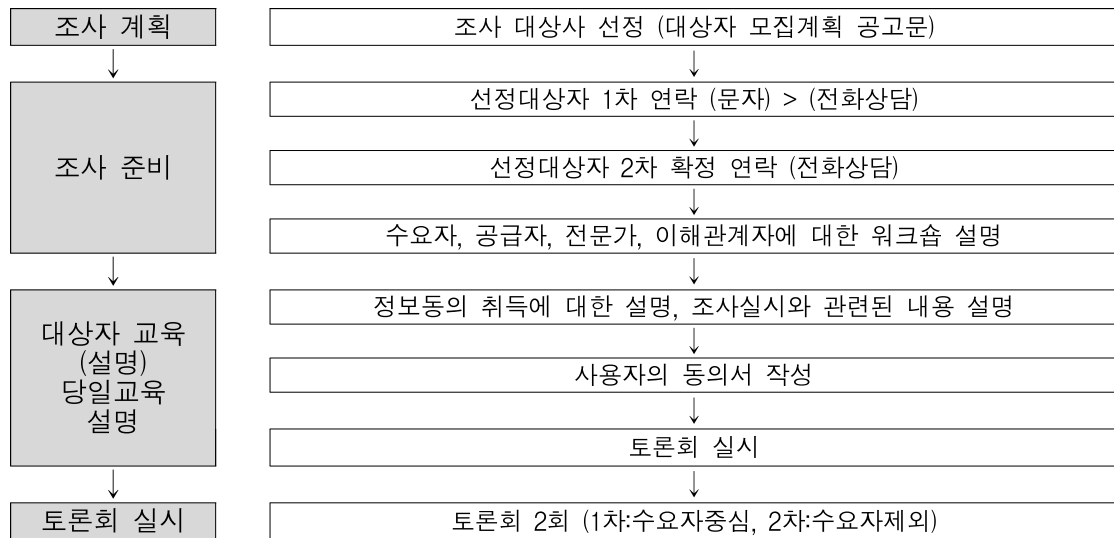 조사 계획
조사 대상사 선정 (대상자 모집계획 공고문)
조사 준비
선정대상자 1차 연락 (문자) > (전화상담)
선정대상자 2차 확정 연락 (전화상담)
수요자, 공급자, 전문가, 이해관계자에 대한 워크숍 설명
대상자 교육
(설명)
당일교육
설명
정보동의 취득에 대한 설명, 조사실시와 관련된 내용 설명
사용자의 동의서 작성
토론회 실시
토론회 실시
토론회 2회 (1차:수요자중심, 2차:수요자제외)